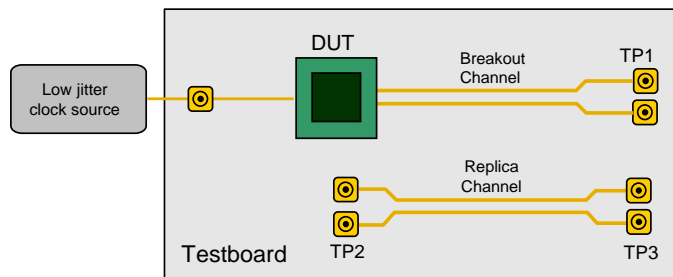 DUT
Breakout
Channel
TP1
Low jitter
clock source
Replica
Channel
TP2
TP3
Testboard